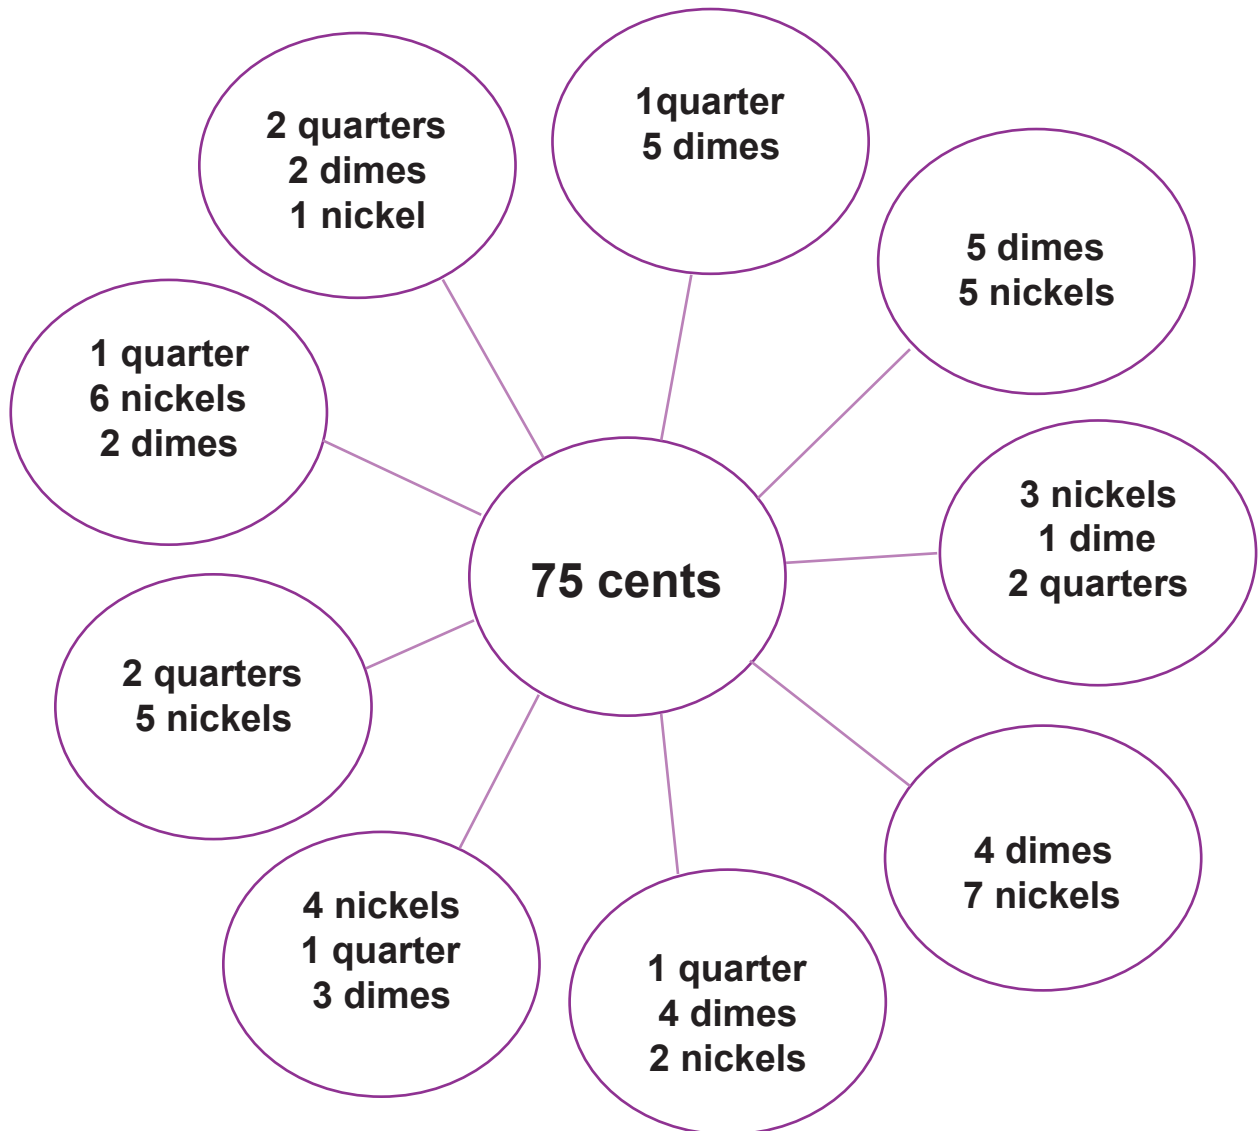 1quarter
5 dimes
2 quarters
2 dimes
1 nickel
5 dimes
5 nickels
1 quarter
6 nickels
2 dimes
3 nickels
1 dime
2 quarters
75 cents
2 quarters
5 nickels
4 dimes
7 nickels
4 nickels
1 quarter
3 dimes
1 quarter
4 dimes
2 nickels